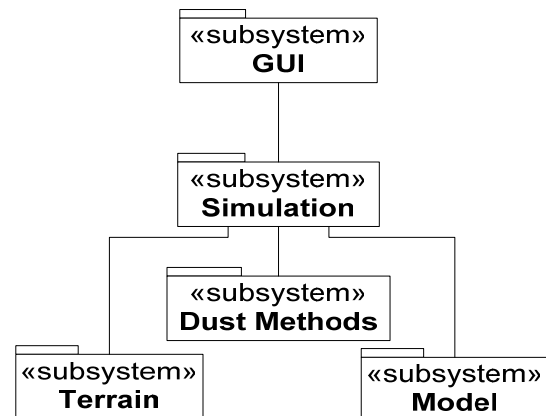 «subsystem»
GUI
«subsystem»
Simulation
«subsystem»
Dust Methods
«subsystem»
Terrain
«subsystem»
Model